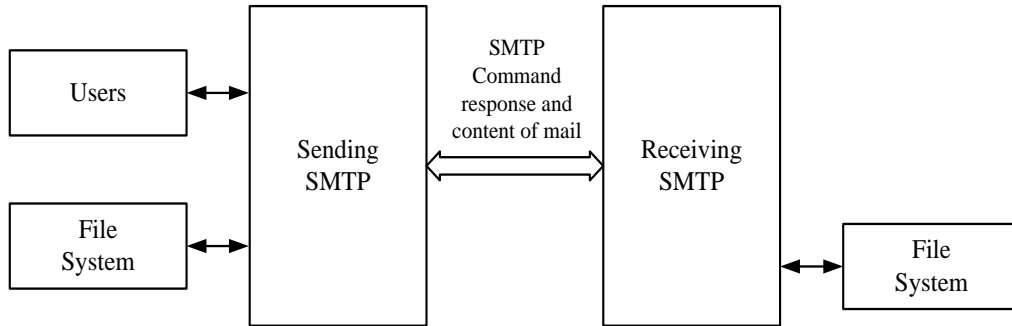 Users
File
System
Sending
SMTP
SMTP
Command
response and
content of mail
Receiving
SMTP
File
System